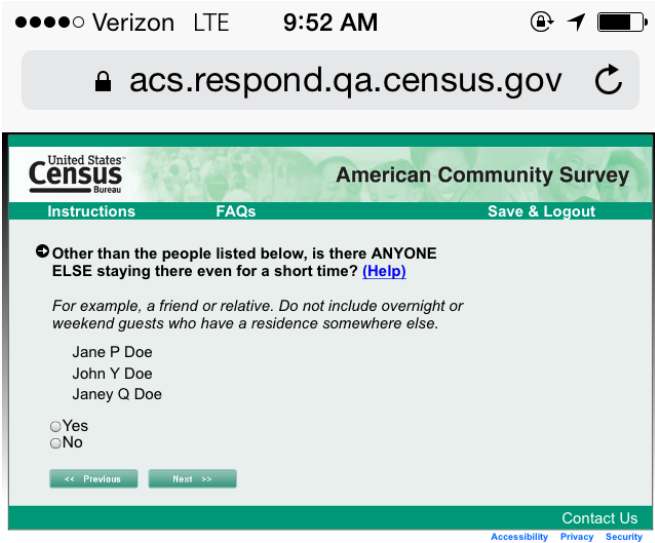 Verizon LTE 9:52 AM
acs.respond.qa.census.gov
United States™
Census
Bureau
American Community Survey
Instructions FAQs Save & Logout
Other than the people listed below, is there ANYONE
ELSE staying there even for a short time? (Help)
For example, a friend or relative. Do not include overnight or
weekend guests who have a residence somewhere else.
Jane P Doe
John Y Doe
Janey Q Doe
Yes
No
<< Previous Next >>
Contact Us
Accessibility Privacy Security